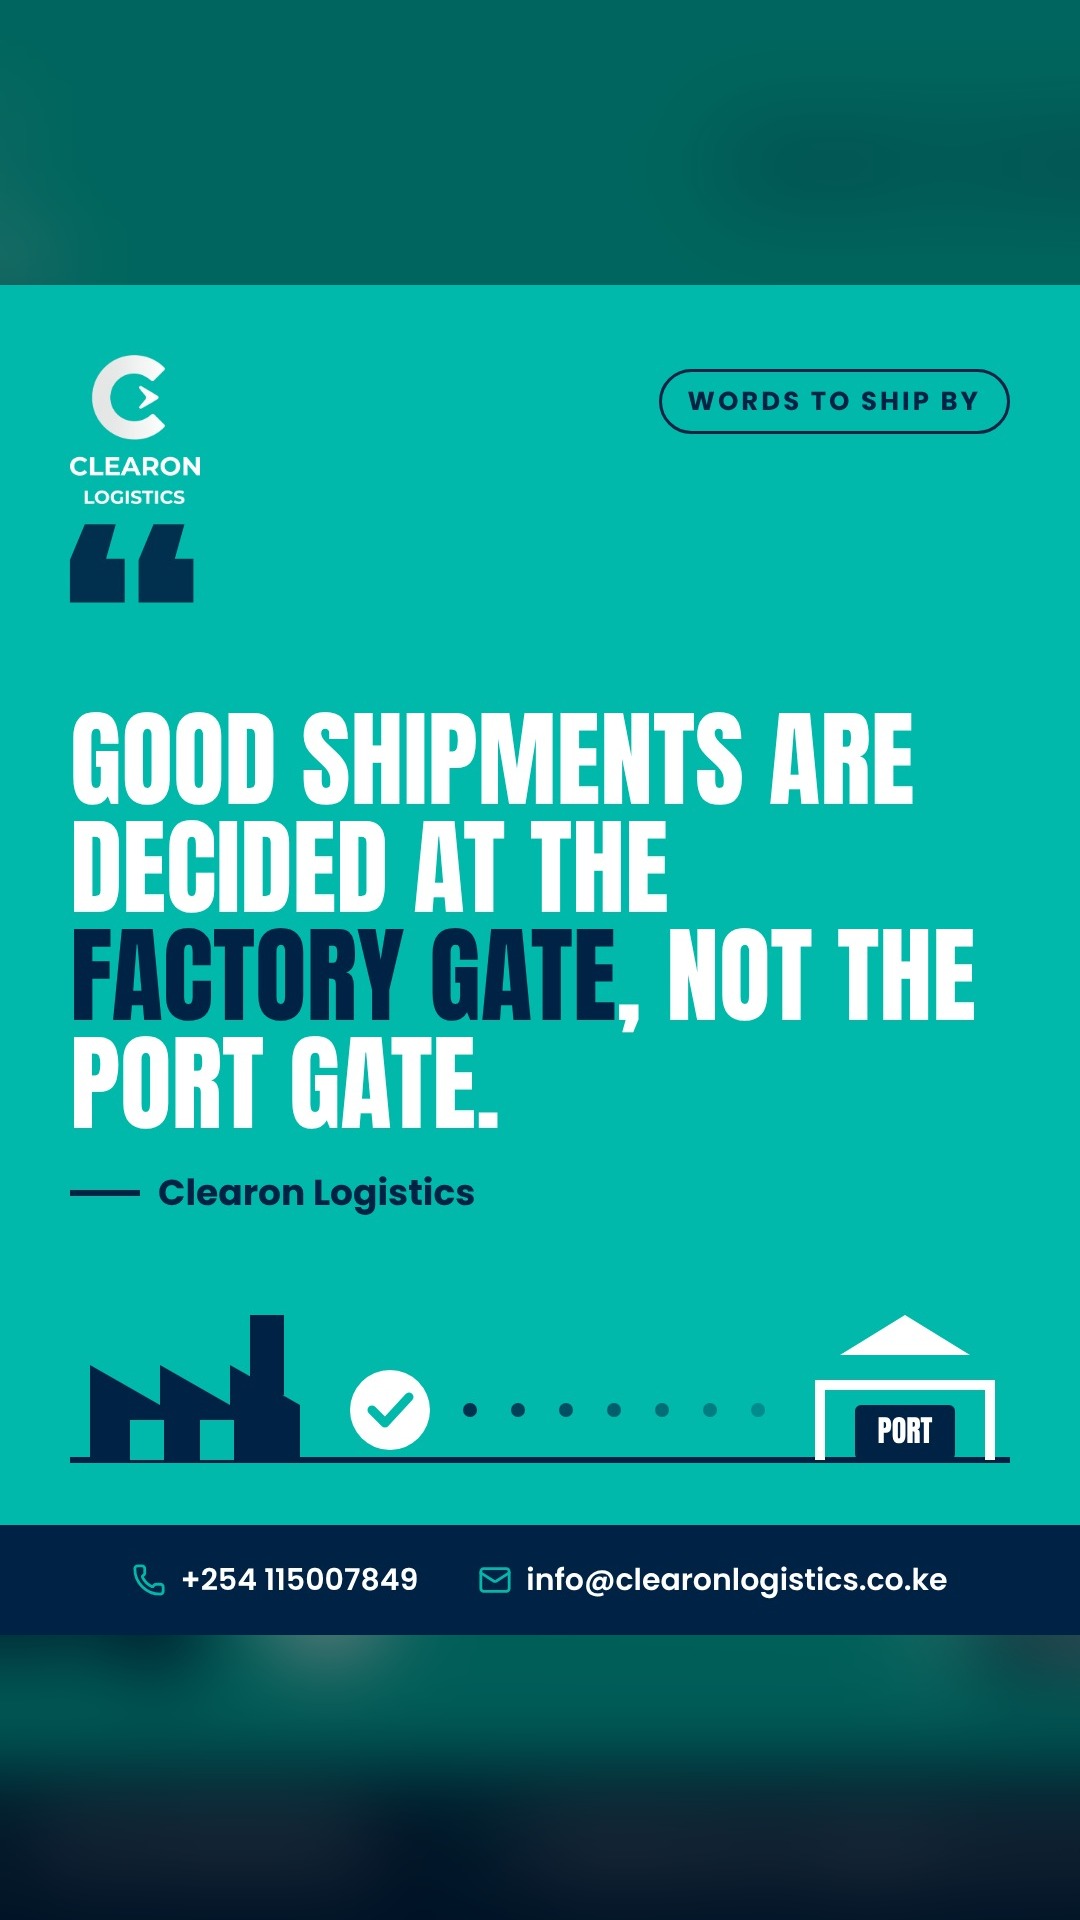 CLEARON
LOGISTICS
WORDS TO SHIP BY
“
GOOD SHIPMENTS ARE
DECIDED AT THE
FACTORY GATE, NOT THE
PORT GATE.
— Clearon Logistics
PORT
+254 115007849
info@clearonlogistics.co.ke